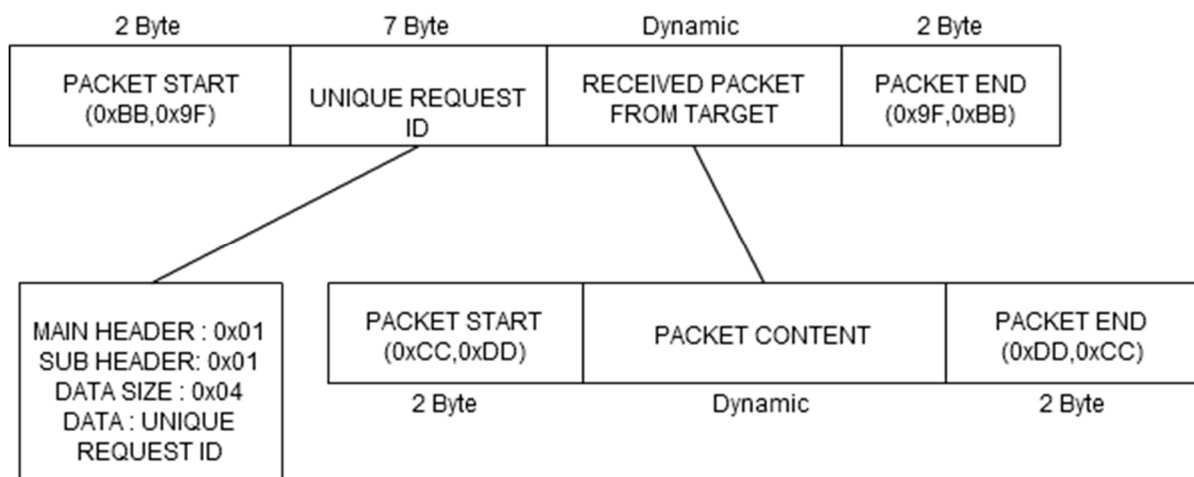 2 Byte
7 Byte
Dynamic
2 Byte
PACKET START
(0xBB,0x9F)
UNIQUE REQUEST
ID
RECEIVED PACKET
FROM TARGET
PACKET END
(0x9F,0xBB)
MAIN HEADER : 0x01
SUB HEADER: 0x01
DATA SIZE : 0x04
DATA : UNIQUE
REQUEST ID
PACKET START
(0xCC,0xDD)
PACKET CONTENT
PACKET END
(0xDD,0xCC)
2 Byte
Dynamic
2 Byte